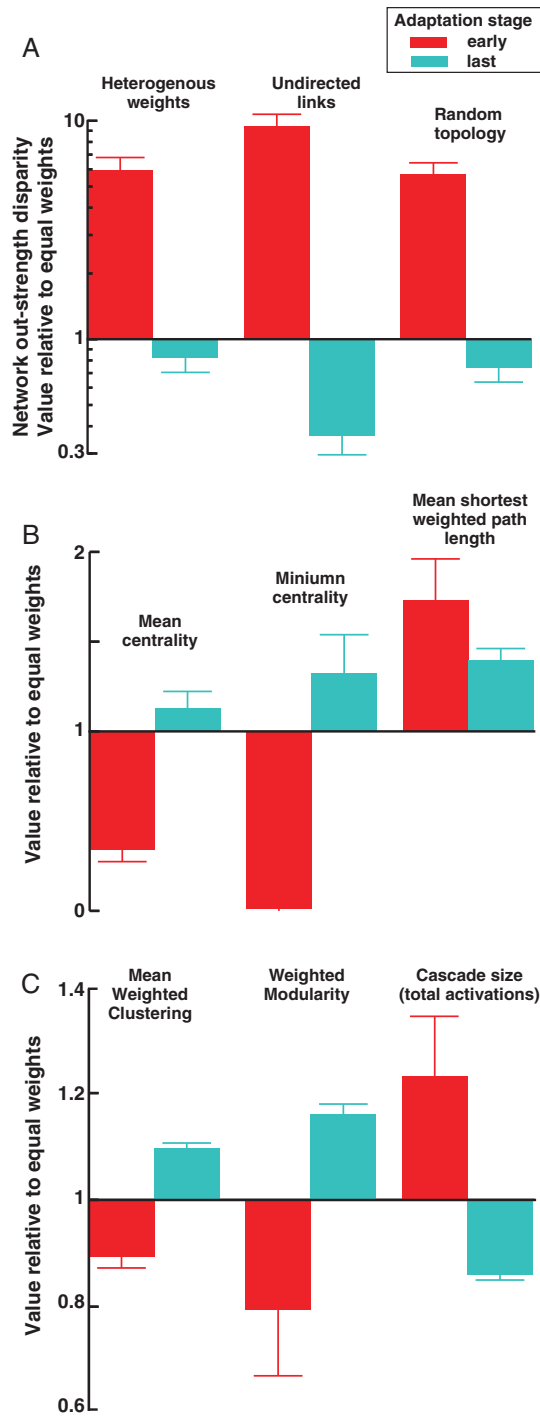 Adaptation stage
early
last
A
Heterogenous
weights
Undirected
links
Random
topology
Network out-strength disparity
Value relative to equal weights
10
1
0.3
B
Mean
centrality
Miniumn
centrality
Mean shortest
weighted path
length
Value relative to equal weights
2
1
0
C
Mean
Weighted
Clustering
Weighted
Modularity
Cascade size
(total activations)
Value relative to equal weights
1.4
1.2
1
0.8
0.6